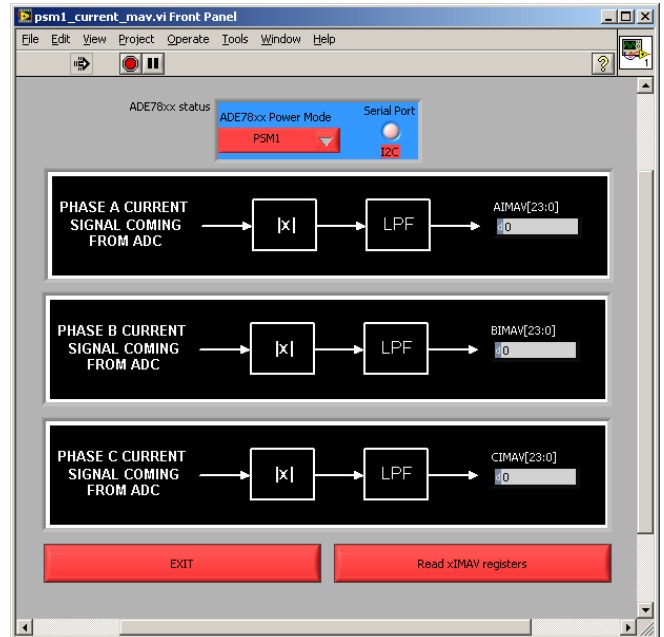 psm1_current_mav.vi Front Panel
File Edit View Project Operate Tools Window Help
?
1
ADE78xx status
ADE78xx Power Mode
Serial Port
PSM1
I2C
PHASE A CURRENT
SIGNAL COMING
FROM ADC
|x|
LPF
AIMAV[23:0]
d 0
PHASE B CURRENT
SIGNAL COMING
FROM ADC
|x|
LPF
BIMAV[23:0]
d 0
PHASE C CURRENT
SIGNAL COMING
FROM ADC
|x|
LPF
CIMAV[23:0]
d 0
EXIT
Read xIMAV registers